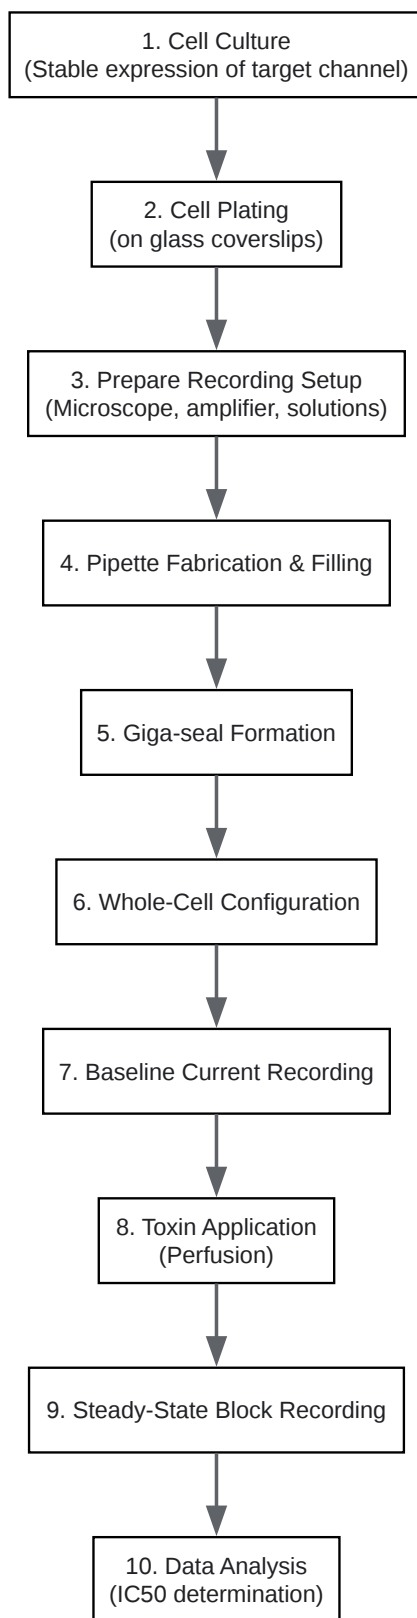 1. Cell Culture
(Stable expression of target channel)
2. Cell Plating
(on glass coverslips)
3. Prepare Recording Setup
(Microscope, amplifier, solutions)
4. Pipette Fabrication & Filling
5. Giga-seal Formation
6. Whole-Cell Configuration
7. Baseline Current Recording
8. Toxin Application
(Perfusion)
9. Steady-State Block Recording
10. Data Analysis
(IC50 determination)